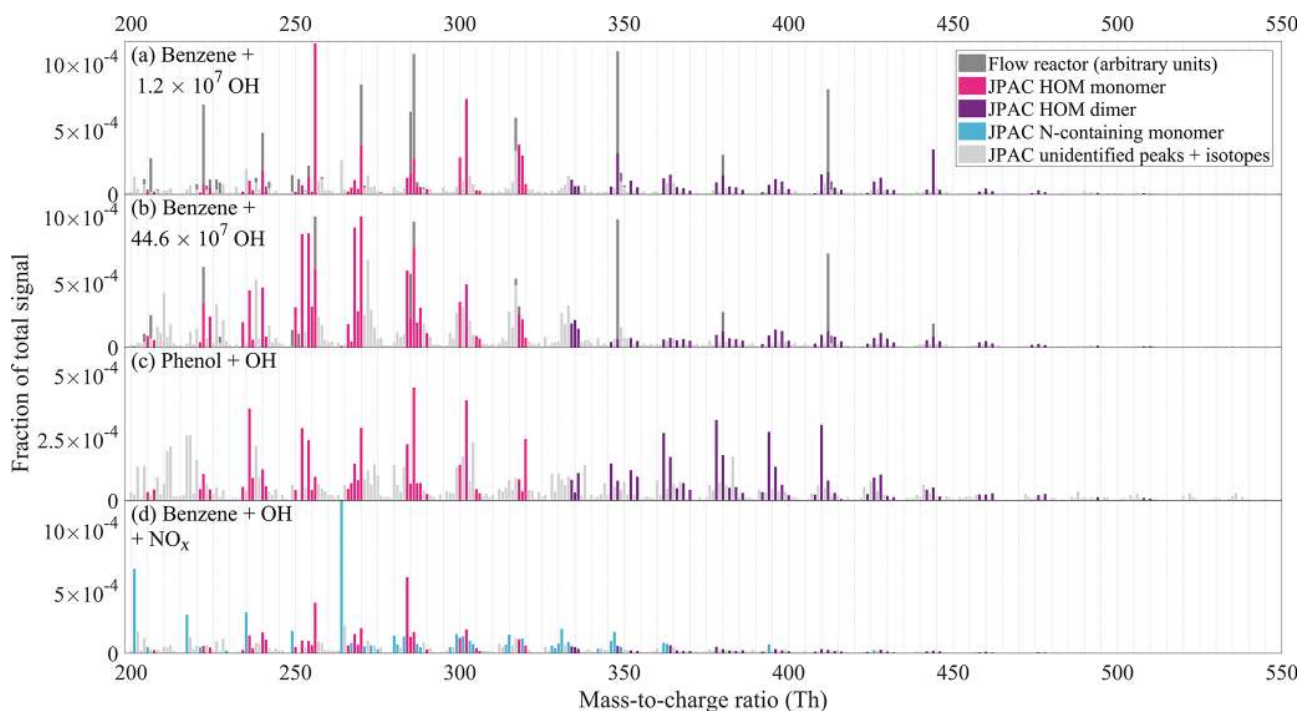 200 250 300 350 400 450 500 550
(a) Benzene +
1.2 × 10⁷ OH
10×10⁻⁴
5×10⁻⁴
0
Flow reactor (arbitrary units)
JPAC HOM monomer
JPAC HOM dimer
JPAC N-containing monomer
JPAC unidentified peaks + isotopes
(b) Benzene +
44.6 × 10⁷ OH
10×10⁻⁴
5×10⁻⁴
0
Fraction of total signal
(c) Phenol + OH
5×10⁻⁴
2.5×10⁻⁴
0
(d) Benzene + OH
+ NOₓ
10×10⁻⁴
5×10⁻⁴
0
200 250 300 350 400 450 500 550
Mass-to-charge ratio (Th)